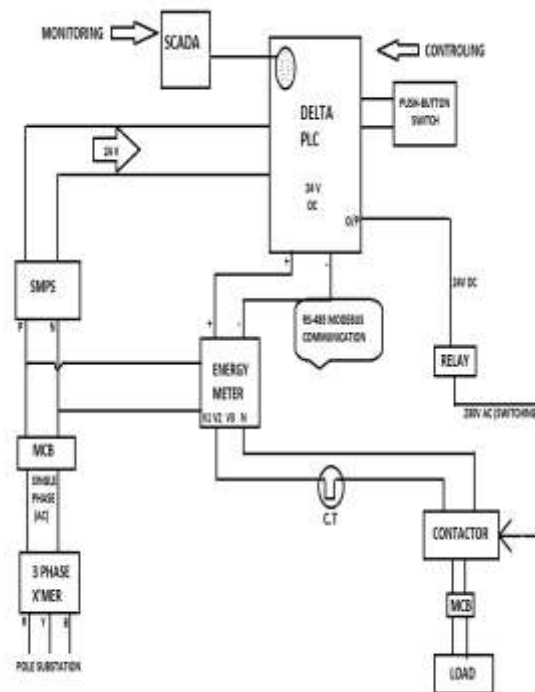 MONITORING
SCADA
CONTROLING
DELTA
PLC
PUSH-BUTTON
SWITCH
24 V
24 V
DC
O/P
+
-
SMPS
P
N
24V DC
+
-
RS-485 MODEBUS
COMMUNICATION
ENERGY
METER
V1 V2 V3 N
RELAY
230V AC (SWITCHING)
MCB
SINGLE
PHASE
(AC)
C.T
CONTACTOR
3 PHASE
X'MER
R Y B
MCB
POLE SUBSTATION
LOAD